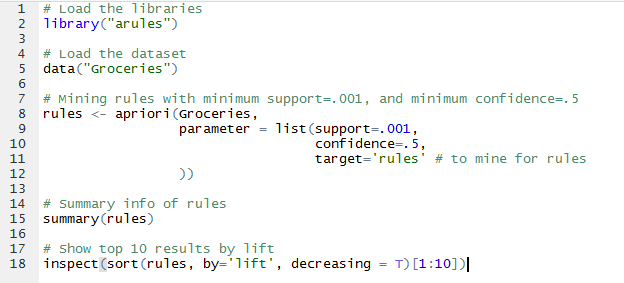 1 # Load the libraries
2 library("arules")
3
4 # Load the dataset
5 data("Groceries")
6
7 # Mining rules with minimum support=.001, and minimum confidence=.5
8 rules <- apriori(Groceries,
9 parameter = list(support=.001,
10 confidence=.5,
11 target='rules' # to mine for rules
12 ))
13
14 # Summary info of rules
15 summary(rules)
16
17 # Show top 10 results by lift
18 inspect(sort(rules, by='lift', decreasing = T)[1:10])